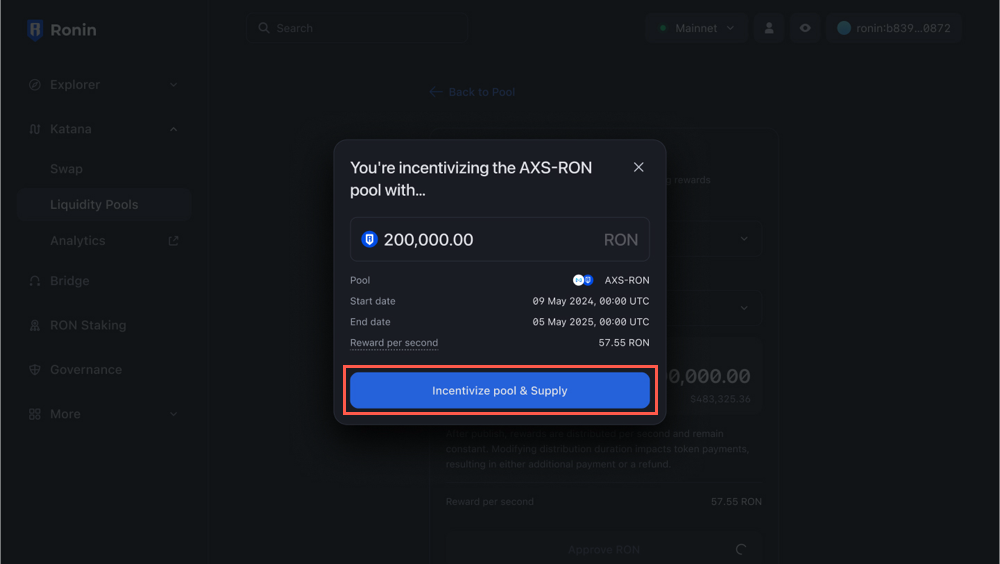 Ronin
Search
Mainnet
ronin:b839...0872
Explorer
Katana
Swap
Liquidity Pools
Analytics
Bridge
RON Staking
Governance
More
Back to Pool
g rewards
You're incentivizing the AXS-RON
pool with...
200,000.00 RON
Pool AXS-RON
Start date 09 May 2024, 00:00 UTC
End date 05 May 2025, 00:00 UTC
Reward per second 57.55 RON
Incentivize pool & Supply
0,000.00
$483,325.36
rewards are distributed per second and remain
constant. Modifying distribution duration impacts token payments,
resulting in either additional payment or a refund.
Reward per second 57.55 RON
Approve RON